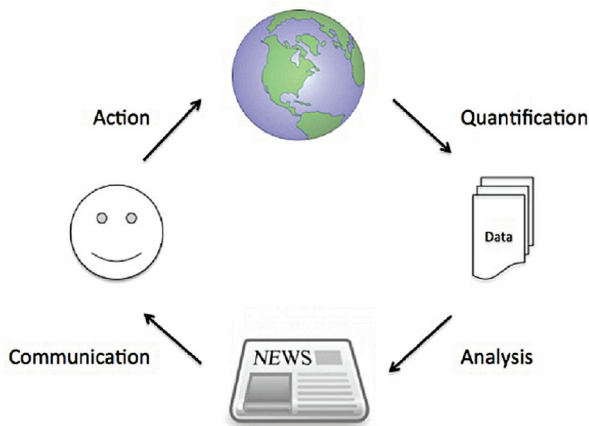 Action
Quantification
Data
Communication
NEWS
Analysis